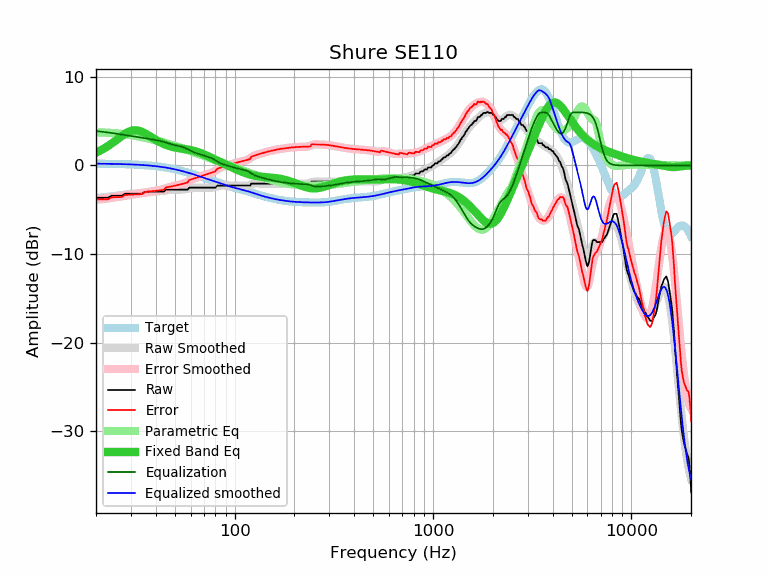 Shure SE110
Amplitude (dBr)
10
0
−10
−20
−30
Target
Raw Smoothed
Error Smoothed
Raw
Error
Parametric Eq
Fixed Band Eq
Equalization
Equalized smoothed
100
1000
10000
Frequency (Hz)